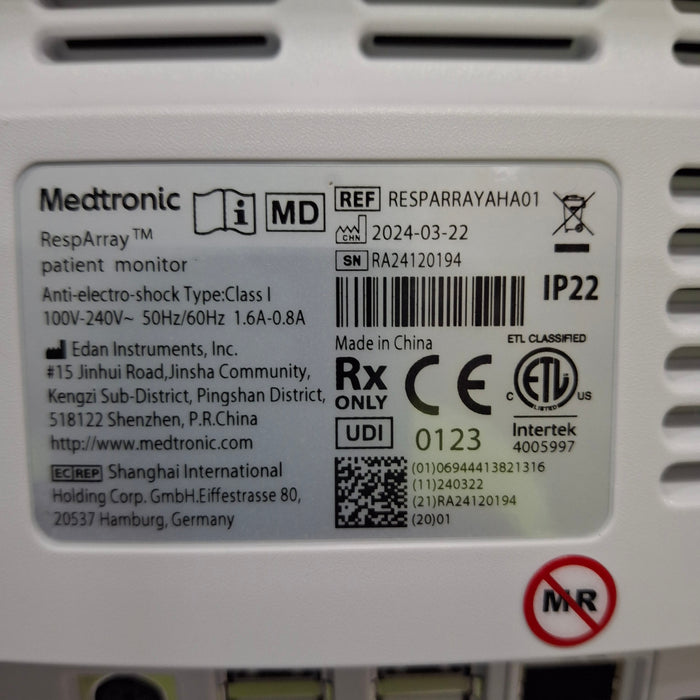 Medtronic
RespArray™
patient monitor
Anti-electro-shock Type:Class I
100V-240V~ 50Hz/60Hz 1.6A-0.8A
Edan Instruments, Inc.
#15 Jinhui Road,Jinsha Community,
Kengzi Sub-District, Pingshan District,
518122 Shenzhen, P.R.China
http://www.medtronic.com
EC REP Shanghai International
Holding Corp. GmbH.Eiffestrasse 80,
20537 Hamburg, Germany
i
MD
REF RESPARRAYAHA01
CHN 2024-03-22
SN RA24120194
IP22
Made in China
Rx
ONLY
CE
0123
UDI
ETL CLASSIFIED
C ETL US
LISTED
Intertek
4005997
(01)06944413821316
(11)240322
(21)RA24120194
(20)01
MR